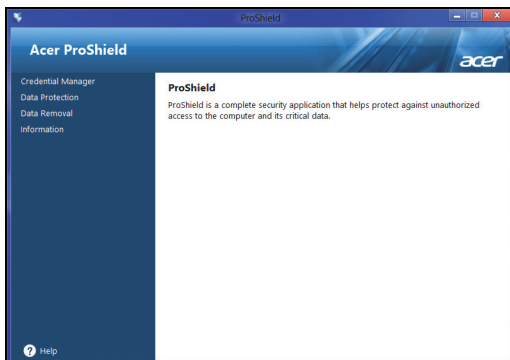 ProShield
Acer ProShield
acer
Credential Manager
Data Protection
Data Removal
Information
ProShield
ProShield is a complete security application that helps protect against unauthorized
access to the computer and its critical data.
? Help